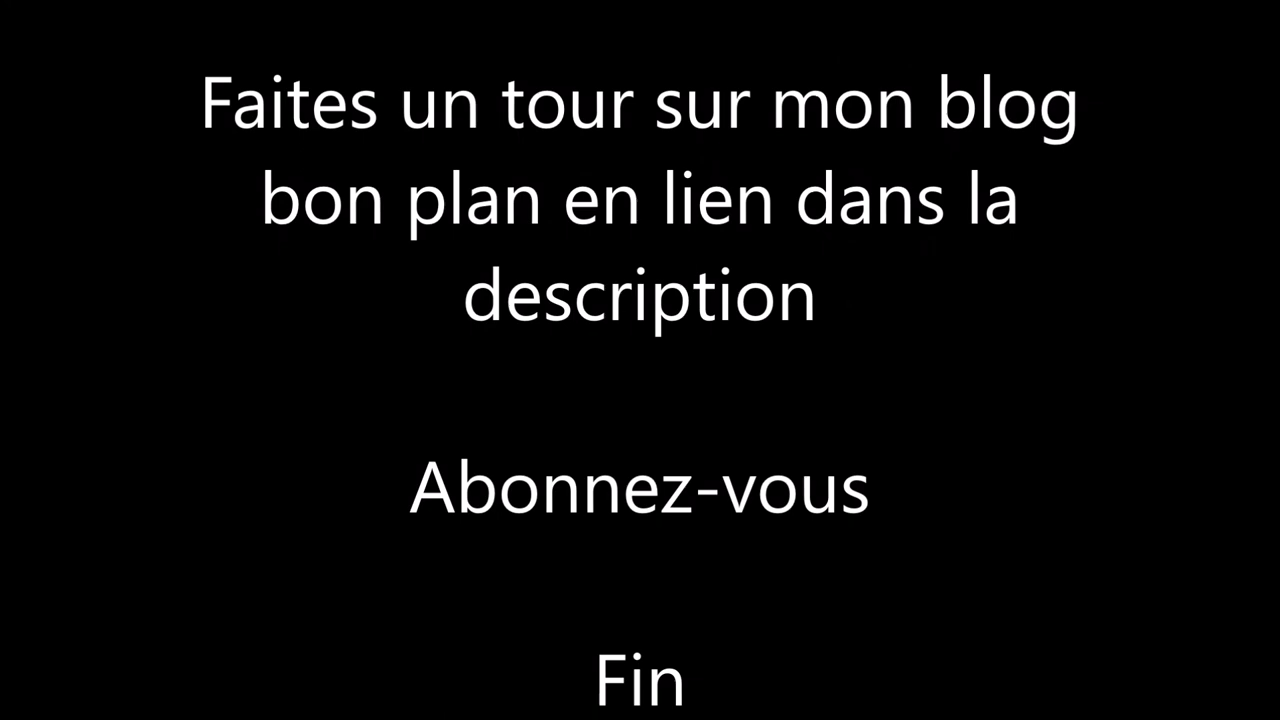 Faites un tour sur mon blog
bon plan en lien dans la
description
Abonnez-vous
Fin